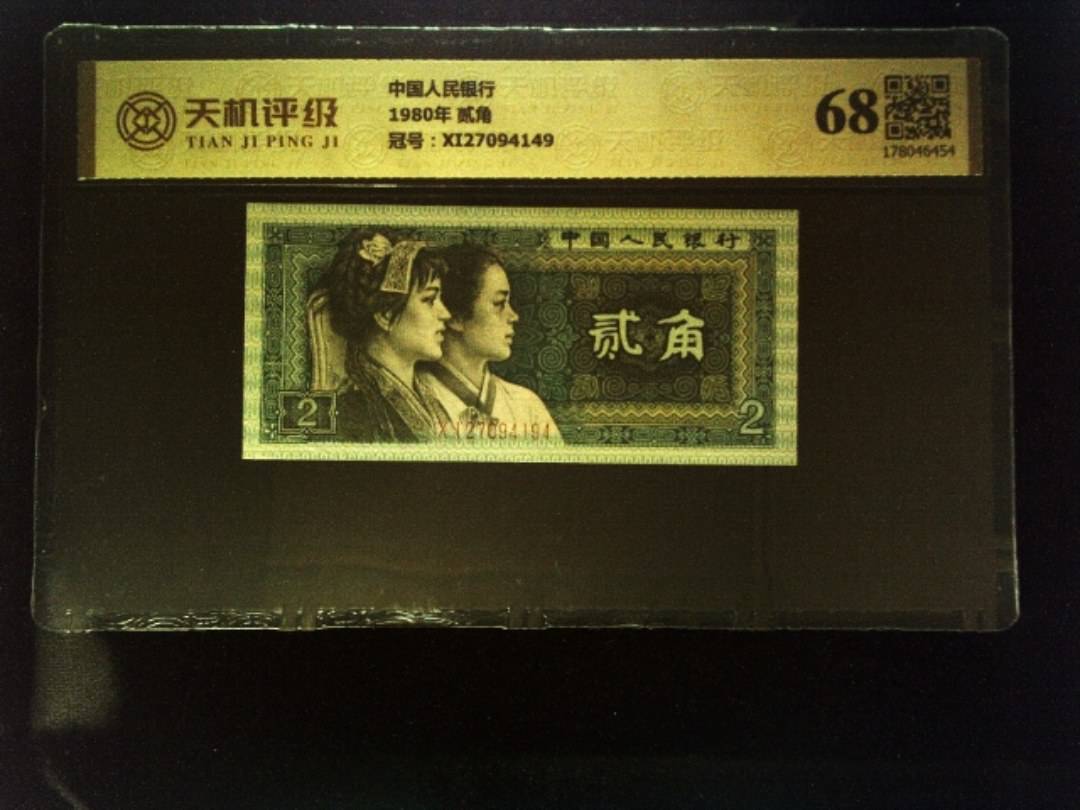 天机评级
TIAN JI PING JI
中国人民银行
1980年 贰角
冠号：XI27094149
68
178046454
中国人民银行
贰角
2
2
XI27094194